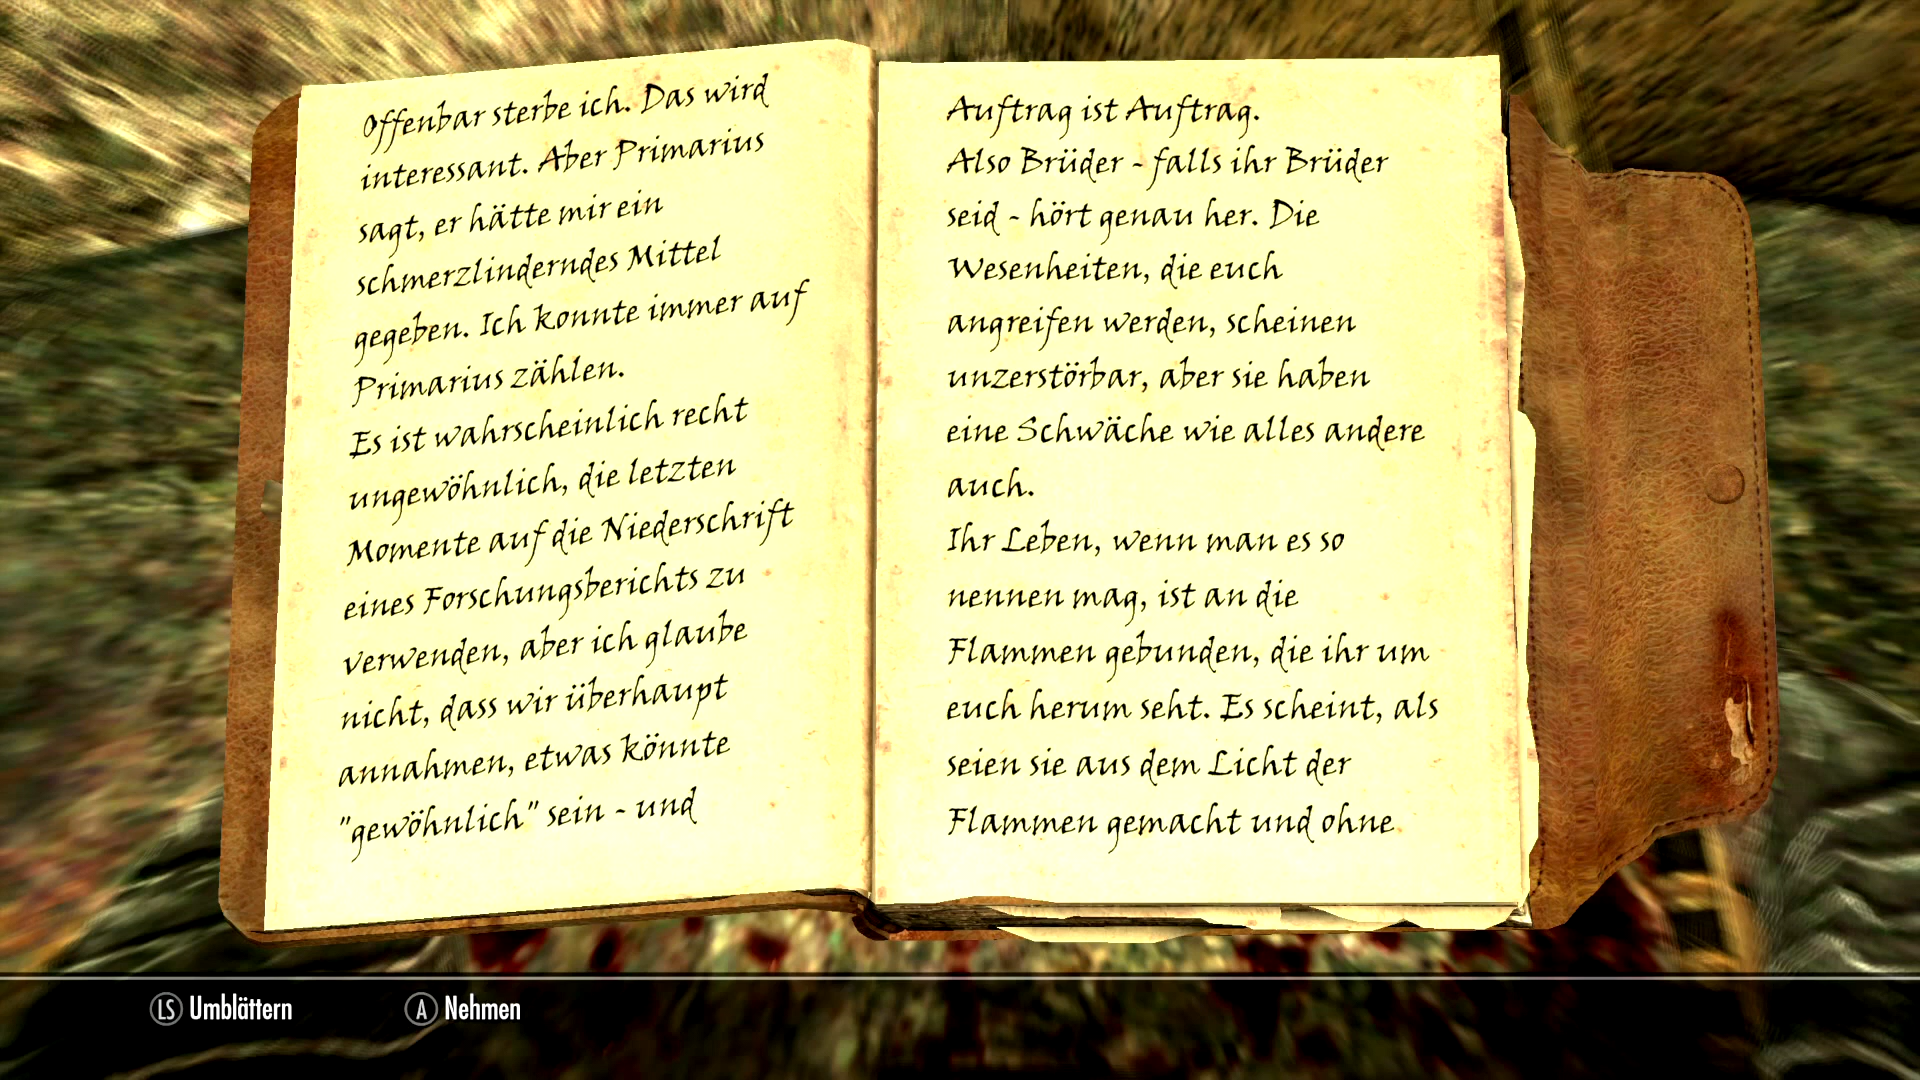 Offenbar sterbe ich. Das wird
interessant. Aber Primarius
sagt, er hätte mir ein
schmerzlinderndes Mittel
gegeben. Ich konnte immer auf
Primarius zählen.
Es ist wahrscheinlich recht
ungewöhnlich, die letzten
Momente auf die Niederschrift
eines Forschungsberichts zu
verwenden, aber ich glaube
nicht, dass wir überhaupt
annahmen, etwas könnte
"gewöhnlich" sein - und
Auftrag ist Auftrag.
Also Brüder - falls ihr Brüder
seid - hört genau her. Die
Wesenheiten, die euch
angreifen werden, scheinen
unzerstörbar, aber sie haben
eine Schwäche wie alles andere
auch.
Ihr Leben, wenn man es so
nennen mag, ist an die
Flammen gebunden, die ihr um
euch herum seht. Es scheint, als
seien sie aus dem Licht der
Flammen gemacht und ohne
LS Umblättern
A Nehmen